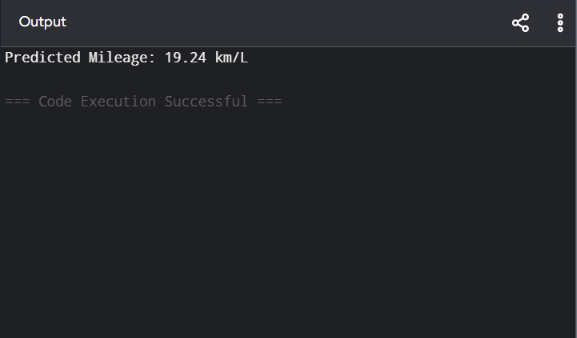 Output
Predicted Mileage: 19.24 km/L
=== Code Execution Successful ===